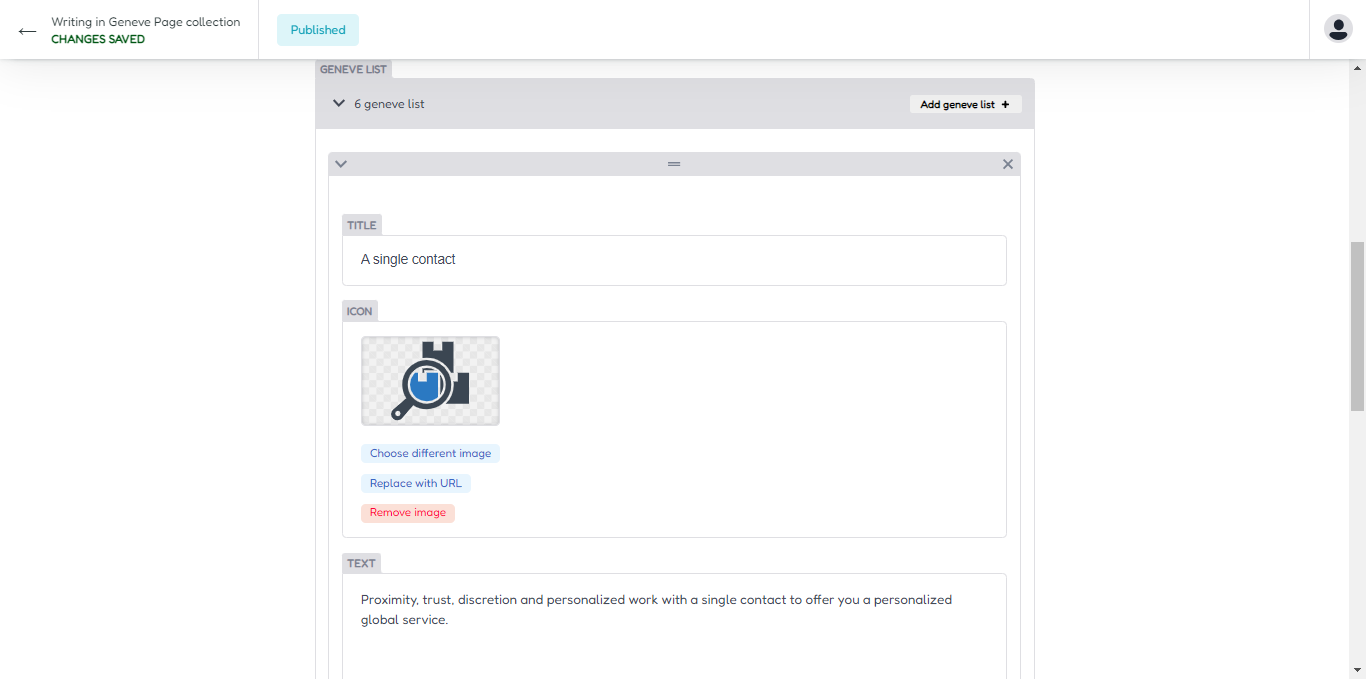 Writing in Geneve Page collection
CHANGES SAVED
Published
GENEVE LIST
6 geneve list
Add geneve list +
TITLE
A single contact
ICON
Choose different image
Replace with URL
Remove image
TEXT
Proximity, trust, discretion and personalized work with a single contact to offer you a personalized
global service.